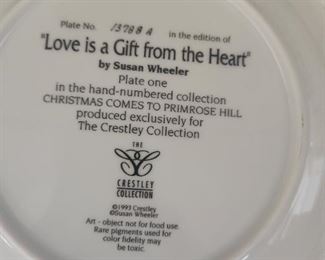 Plate No. 13788 A in the edition of
"Love is a Gift from the Heart"
by Susan Wheeler
Plate one
in the hand-numbered collection
CHRISTMAS COMES TO PRIMROSE HILL
produced exclusively for
The Crestley Collection
THE
CRESTLEY
COLLECTION
©1993 Crestley
©Susan Wheeler
Art - object not for food use.
Rare pigments used for
color fidelity may
be toxic.